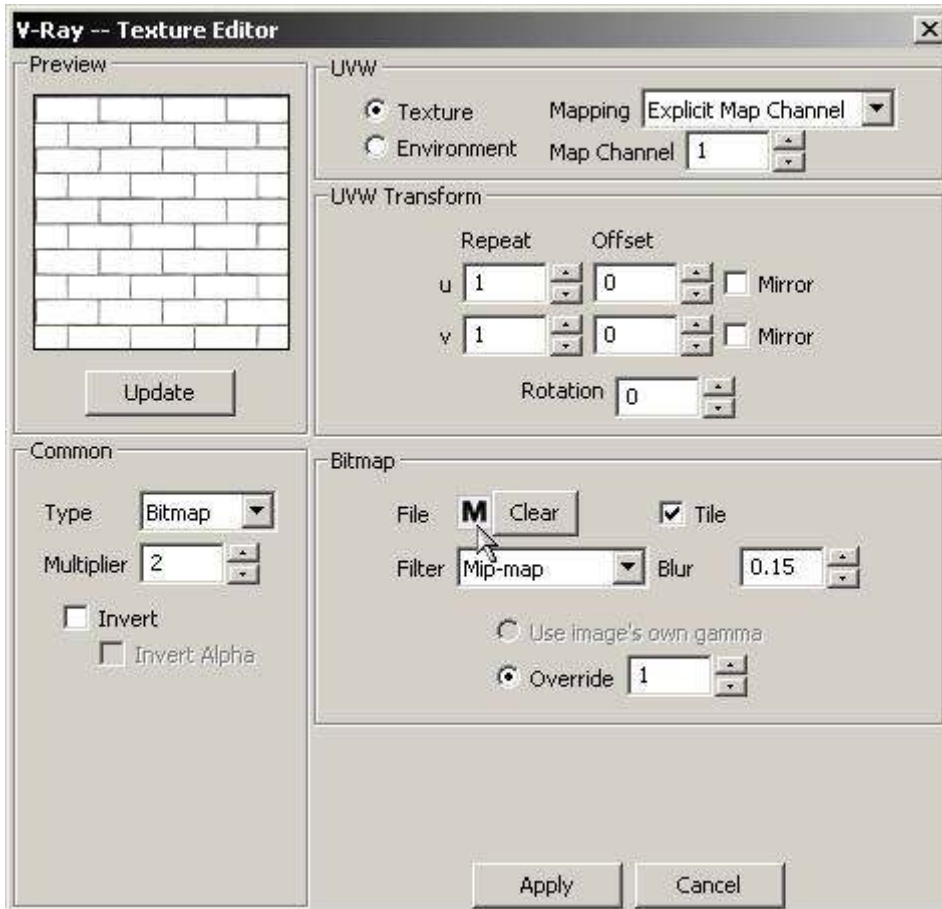 V-Ray -- Texture Editor
Preview
Update
UVW
Texture
Mapping Explicit Map Channel
Environment
Map Channel 1
UVW Transform
Repeat Offset
u 1 0 Mirror
v 1 0 Mirror
Rotation 0
Common
Type Bitmap
Multiplier 2
Invert
Invert Alpha
Bitmap
File M Clear Tile
Filter Mip-map Blur 0.15
Use image's own gamma
Override 1
Apply Cancel